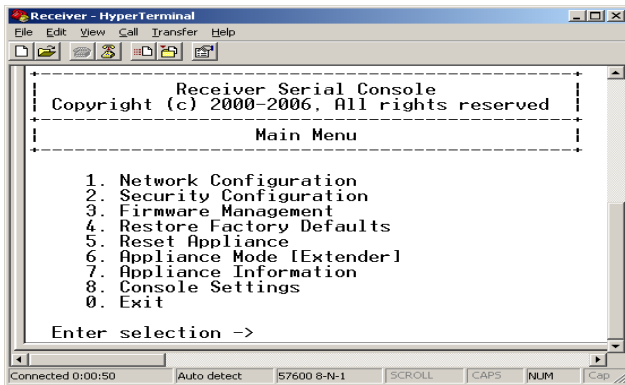 Receiver - HyperTerminal
File Edit View Call Transfer Help
Receiver Serial Console
Copyright (c) 2000-2006, All rights reserved
Main Menu
1. Network Configuration
2. Security Configuration
3. Firmware Management
4. Restore Factory Defaults
5. Reset Appliance
6. Appliance Mode [Extender]
7. Appliance Information
8. Console Settings
0. Exit
Enter selection ->
Connected 0:00:50 Auto detect 57600 8-N-1 SCROLL CAPS NUM Cap